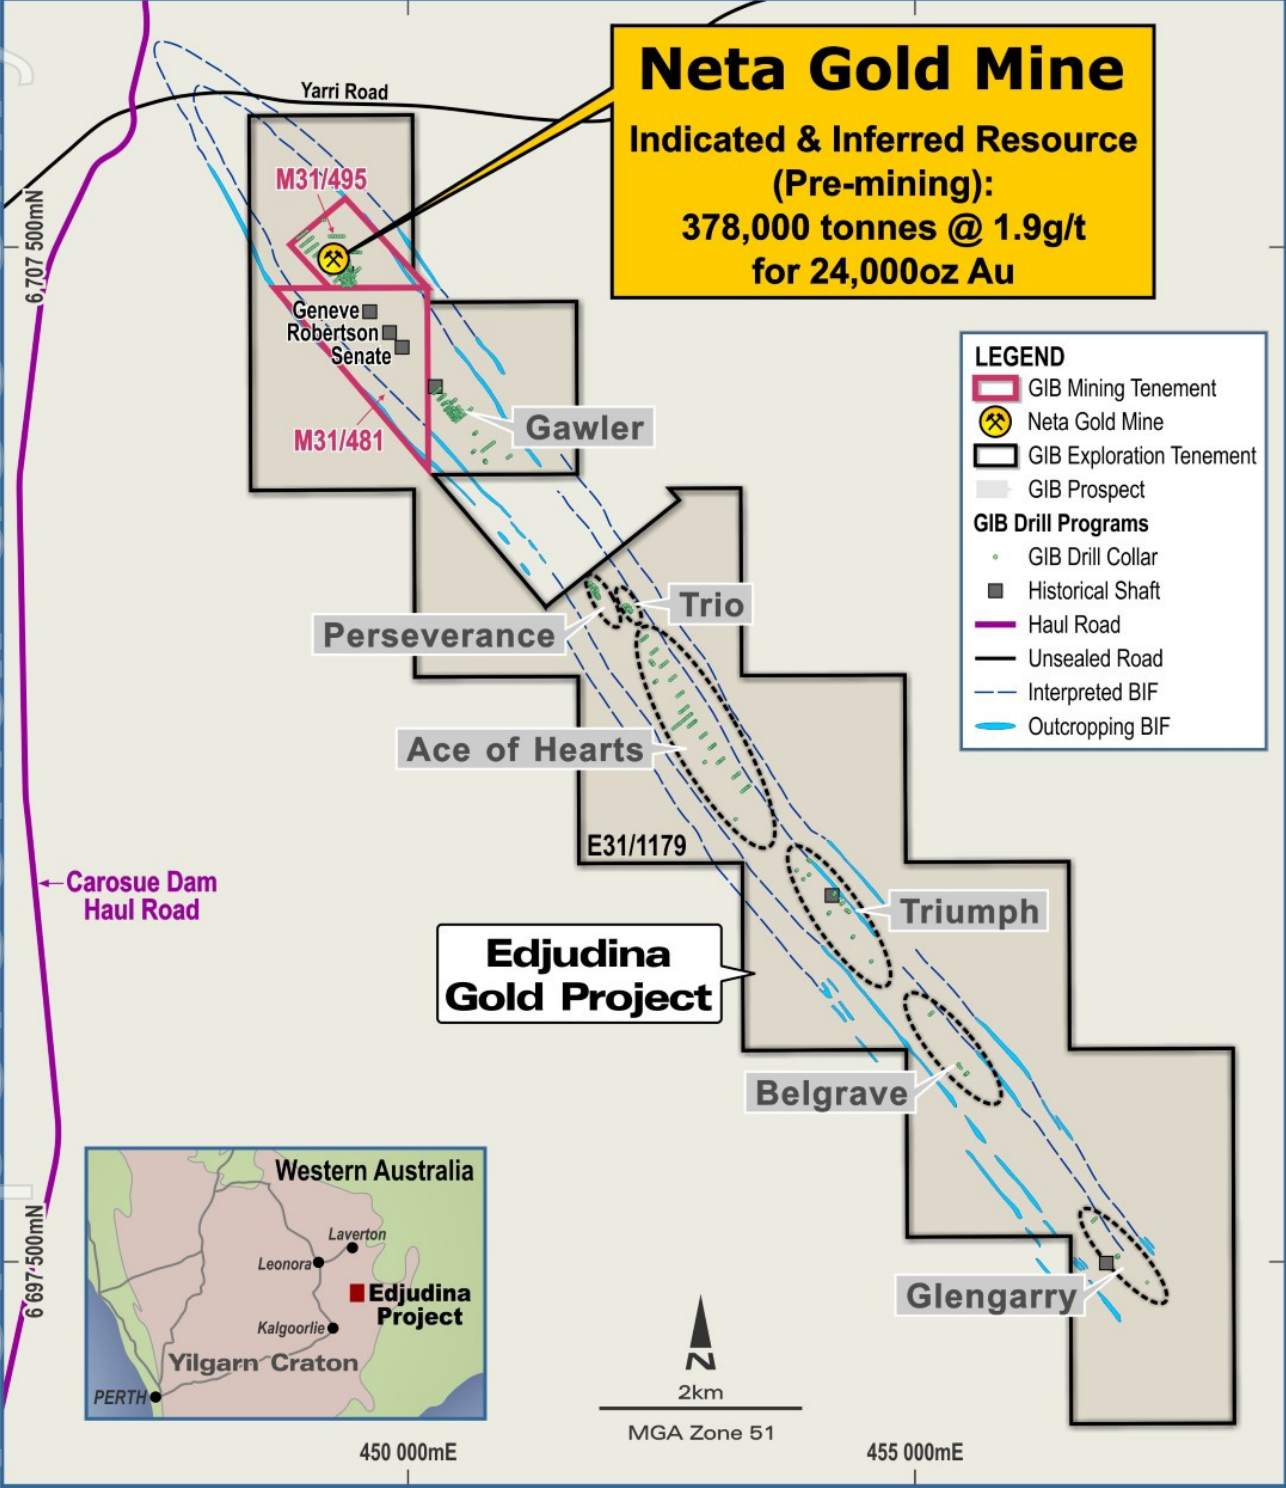 Neta Gold Mine
Indicated & Inferred Resource
(Pre-mining):
378,000 tonnes @ 1.9g/t
for 24,000oz Au
Yarri Road
M31/495
6 707 500mN
Geneve
Robertson
Senate
M31/481
Gawler
LEGEND
GIB Mining Tenement
Neta Gold Mine
GIB Exploration Tenement
GIB Prospect
GIB Drill Programs
GIB Drill Collar
Historical Shaft
Haul Road
Unsealed Road
Interpreted BIF
Outcropping BIF
Trio
Perseverance
Ace of Hearts
E31/1179
Carosue Dam
Haul Road
Triumph
Edjudina
Gold Project
Belgrave
Glengarry
6 697 500mN
Western Australia
Laverton
Leonora
Edjudina
Project
Kalgoorlie
Yilgarn Craton
PERTH
N
2km
MGA Zone 51
450 000mE
455 000mE